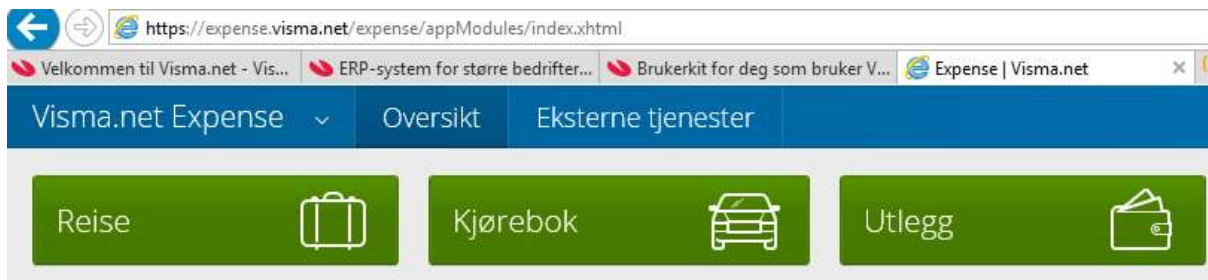 https://expense.visma.net/expense/appModules/index.xhtml
Velkommen til Visma.net - Vis... ERP-system for større bedrifter... Brukerkit for deg som bruker V... Expense | Visma.net
Visma.net Expense Oversikt Eksterne tjenester
Reise Kjørebok Utlegg